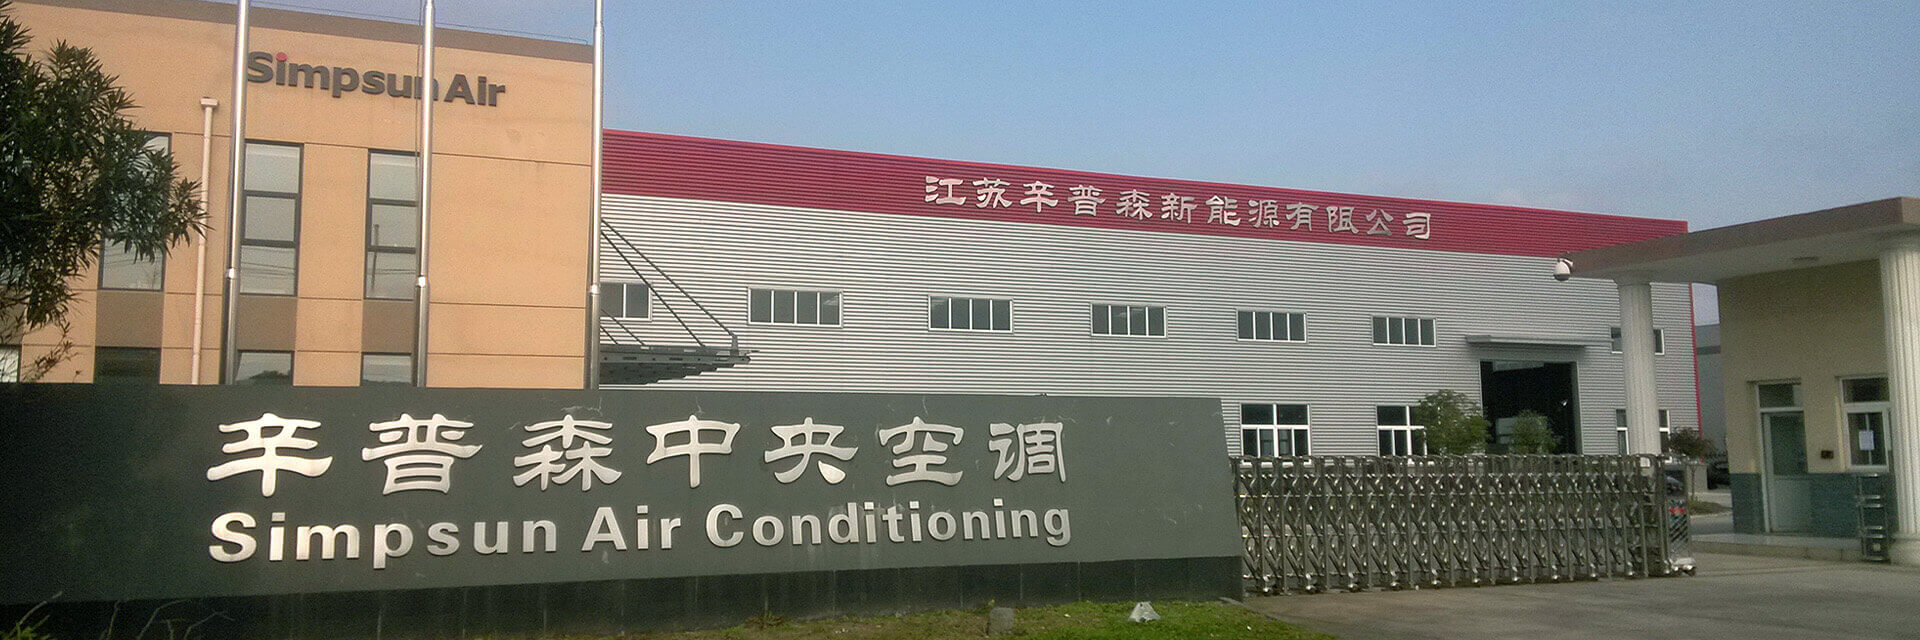 Simpsun Air
江苏辛普森新能源有限公司
辛普森中央空调
Simpsun Air Conditioning